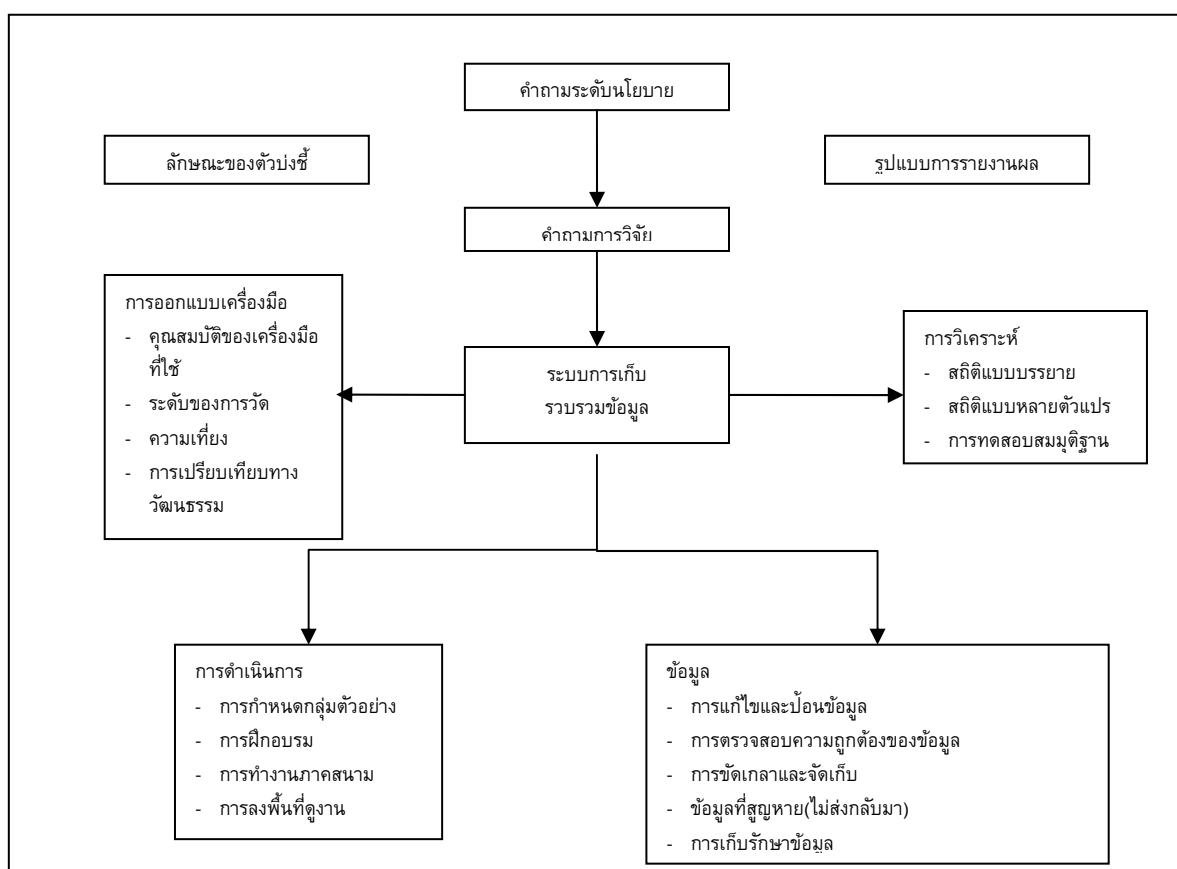 คำถามระดับนโยบาย
ลักษณะของตัวบ่งชี้
รูปแบบการรายงานผล
คำถามการวิจัย
การออกแบบเครื่องมือ
- คุณสมบัติของเครื่องมือ
ที่ใช้
- ระดับของการวัด
- ความเที่ยง
- การเปรียบเทียบทาง
วัฒนธรรม
ระบบการเก็บ
รวบรวมข้อมูล
การวิเคราะห์
- สถิติแบบบรรยาย
- สถิติแบบหลายตัวแปร
- การทดสอบสมมุติฐาน
การดำเนินการ
- การกำหนดกลุ่มตัวอย่าง
- การฝึกอบรม
- การทำงานภาคสนาม
- การลงพื้นที่ดูงาน
ข้อมูล
- การแก้ไขและป้อนข้อมูล
- การตรวจสอบความถูกต้องของข้อมูล
- การขัดเกลาและจัดเก็บ
- ข้อมูลที่สูญหาย(ไม่ส่งกลับมา)
- การเก็บรักษาข้อมูล